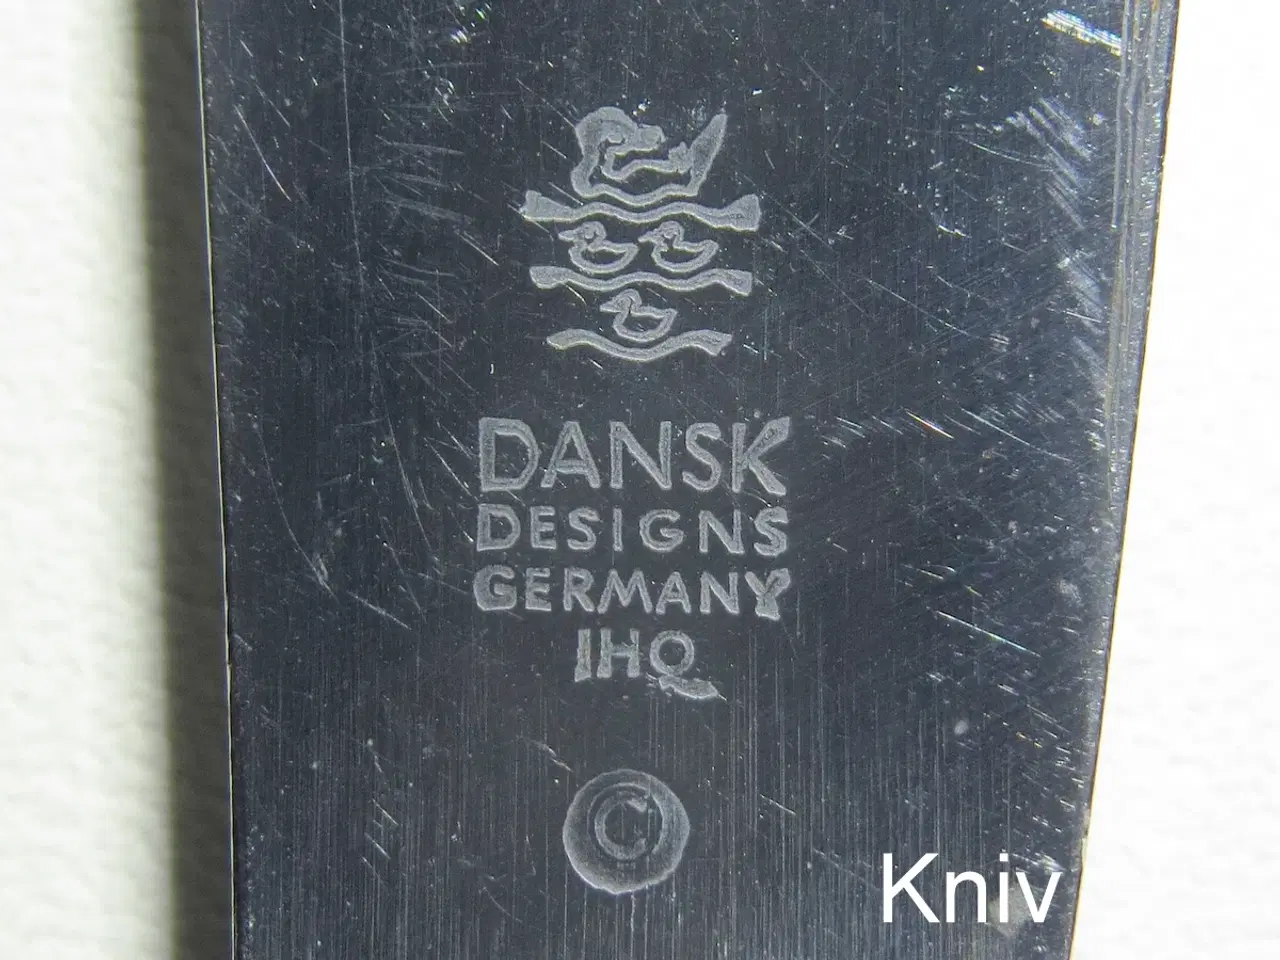 DANSK
DESIGNS
GERMANY
IHQ
©
Kniv